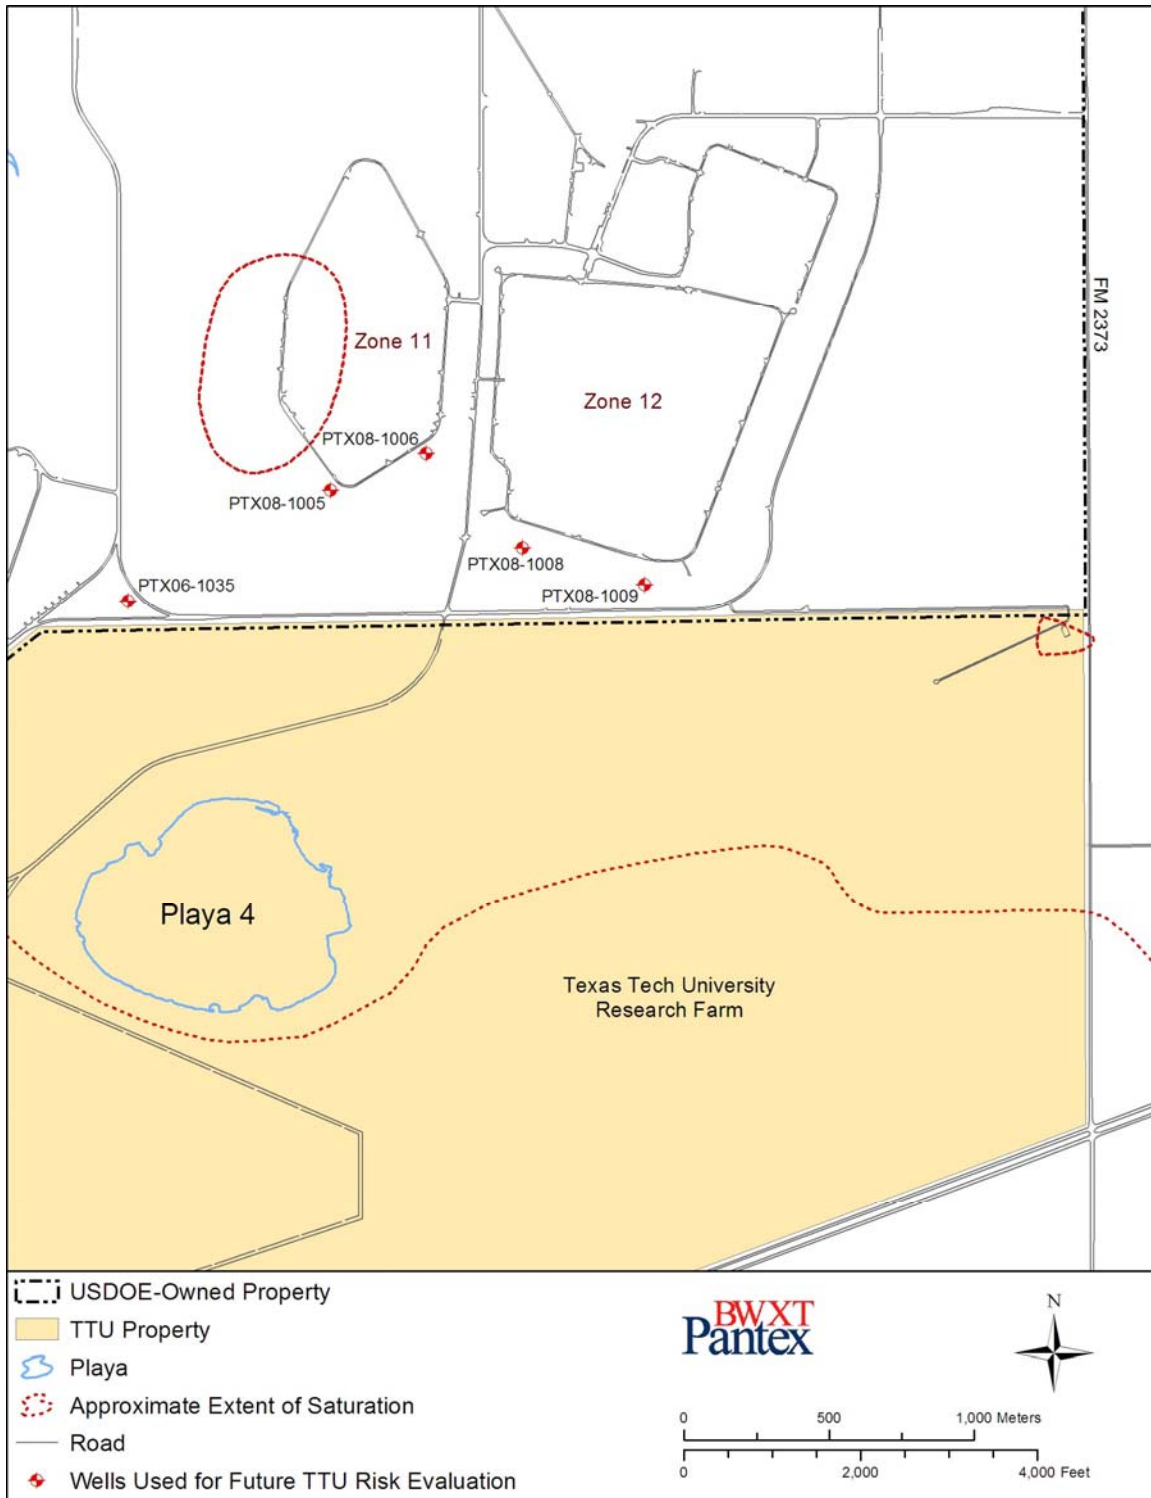 FM 2373
Zone 11
Zone 12
PTX08-1006
PTX08-1005
PTX08-1008
PTX06-1035
PTX08-1009
Playa 4
Texas Tech University
Research Farm
USDOE-Owned Property
TTU Property
Playa
Approximate Extent of Saturation
Road
Wells Used for Future TTU Risk Evaluation
BWXT
Pantex
N
0 500 1,000 Meters
0 2,000 4,000 Feet